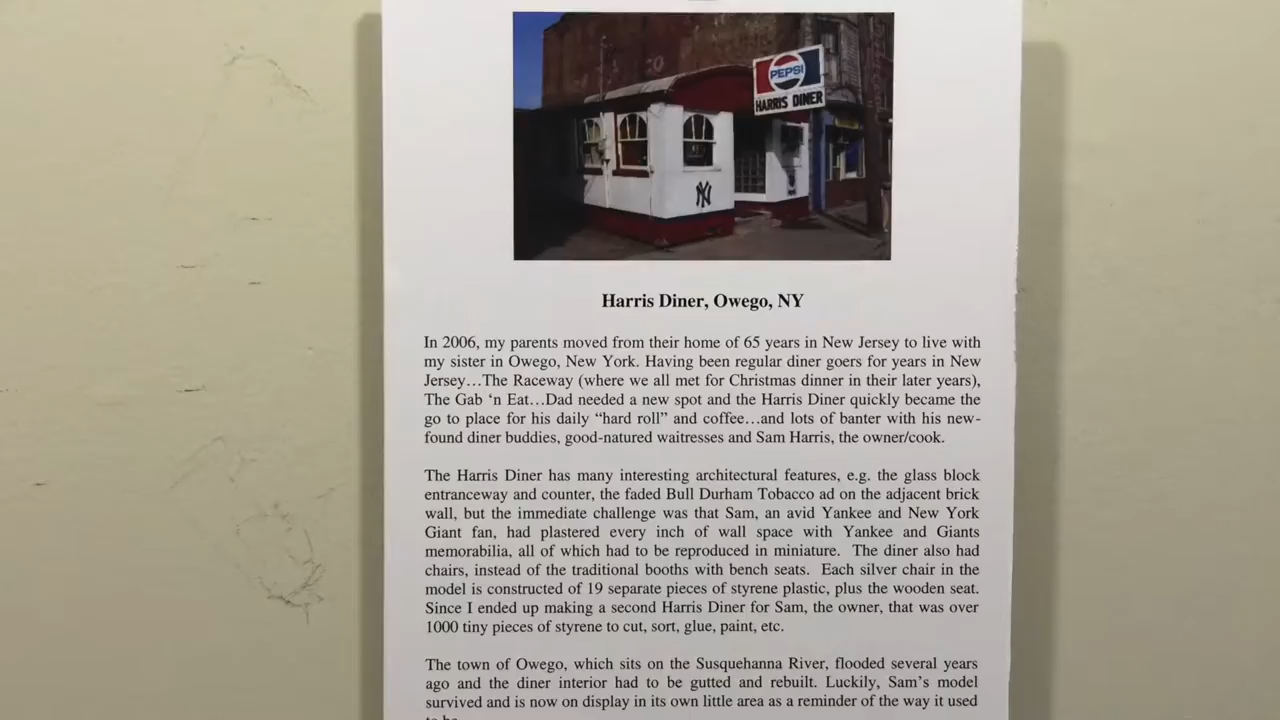 PEPSI
HARRIS DINER
NY
Harris Diner, Owego, NY
In 2006, my parents moved from their home of 65 years in New Jersey to live with
my sister in Owego, New York. Having been regular diner goers for years in New
Jersey…The Raceway (where we all met for Christmas dinner in their later years),
The Gab ‘n Eat…Dad needed a new spot and the Harris Diner quickly became the
go to place for his daily “hard roll” and coffee…and lots of banter with his new-
found diner buddies, good-natured waitresses and Sam Harris, the owner/cook.
The Harris Diner has many interesting architectural features, e.g. the glass block
entranceway and counter, the faded Bull Durham Tobacco ad on the adjacent brick
wall, but the immediate challenge was that Sam, an avid Yankee and New York
Giant fan, had plastered every inch of wall space with Yankee and Giants
memorabilia, all of which had to be reproduced in miniature. The diner also had
chairs, instead of the traditional booths with bench seats. Each silver chair in the
model is constructed of 19 separate pieces of styrene plastic, plus the wooden seat.
Since I ended up making a second Harris Diner for Sam, the owner, that was over
1000 tiny pieces of styrene to cut, sort, glue, paint, etc.
The town of Owego, which sits on the Susquehanna River, flooded several years
ago and the diner interior had to be gutted and rebuilt. Luckily, Sam’s model
survived and is now on display in its own little area as a reminder of the way it used